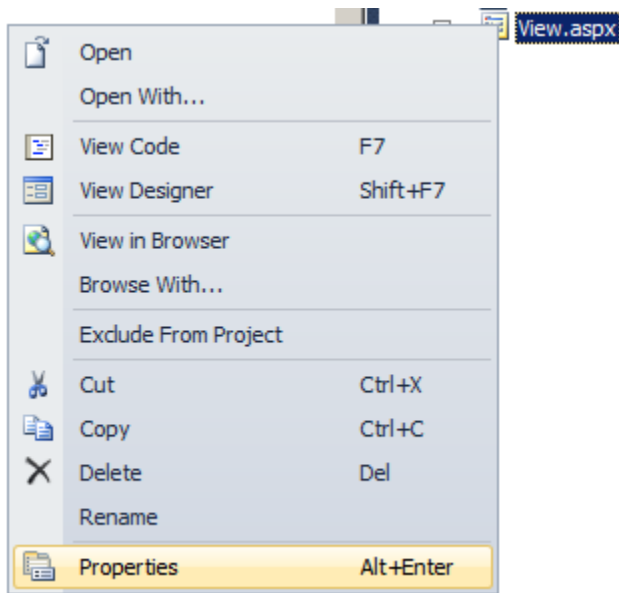 View.aspx
Open
Open With...
View Code F7
View Designer Shift+F7
View in Browser
Browse With...
Exclude From Project
Cut Ctrl+X
Copy Ctrl+C
Delete Del
Rename
Properties Alt+Enter